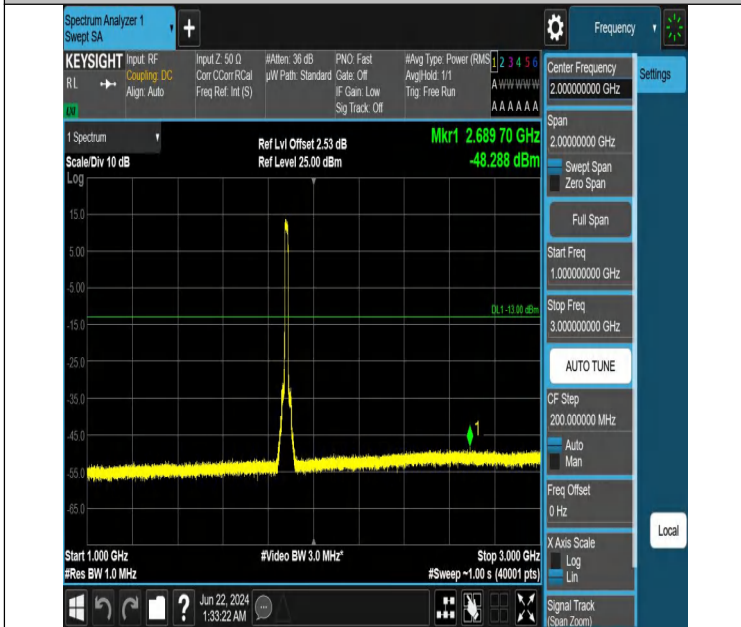 Spectrum Analyzer 1
Swept SA
+
Frequency
KEYSIGHT
RL
LXI
Input: RF
Coupling: DC
Align: Auto
Input Z: 50 Ω
Corr CCorr RCal
Freq Ref: Int (S)
#Atten: 36 dB
µW Path: Standard
PNO: Fast
Gate: Off
IF Gain: Low
Sig Track: Off
#Avg Type: Power (RMS
Avg|Hold: 1/1
Trig: Free Run
1 2 3 4 5 6
A W W W W W
A A A A A A
1 Spectrum
Scale/Div 10 dB
Log
Ref Lvl Offset 2.53 dB
Ref Level 25.00 dBm
Mkr1 2.689 70 GHz
-48.288 dBm
15.0
5.00
-5.00
DL1 -13.00 dBm
-15.0
-25.0
-35.0
-45.0
1
-55.0
-65.0
Start 1.000 GHz
#Res BW 1.0 MHz
#Video BW 3.0 MHz*
Stop 3.000 GHz
#Sweep ~1.00 s (40001 pts)
?
Jun 22, 2024
1:33:22 AM
Center Frequency
2.000000000 GHz
Settings
Span
2.00000000 GHz
Swept Span
Zero Span
Full Span
Start Freq
1.000000000 GHz
Stop Freq
3.000000000 GHz
AUTO TUNE
CF Step
200.000000 MHz
Auto
Man
Freq Offset
0 Hz
X Axis Scale
Log
Lin
Local
Signal Track
(Span Zoom)